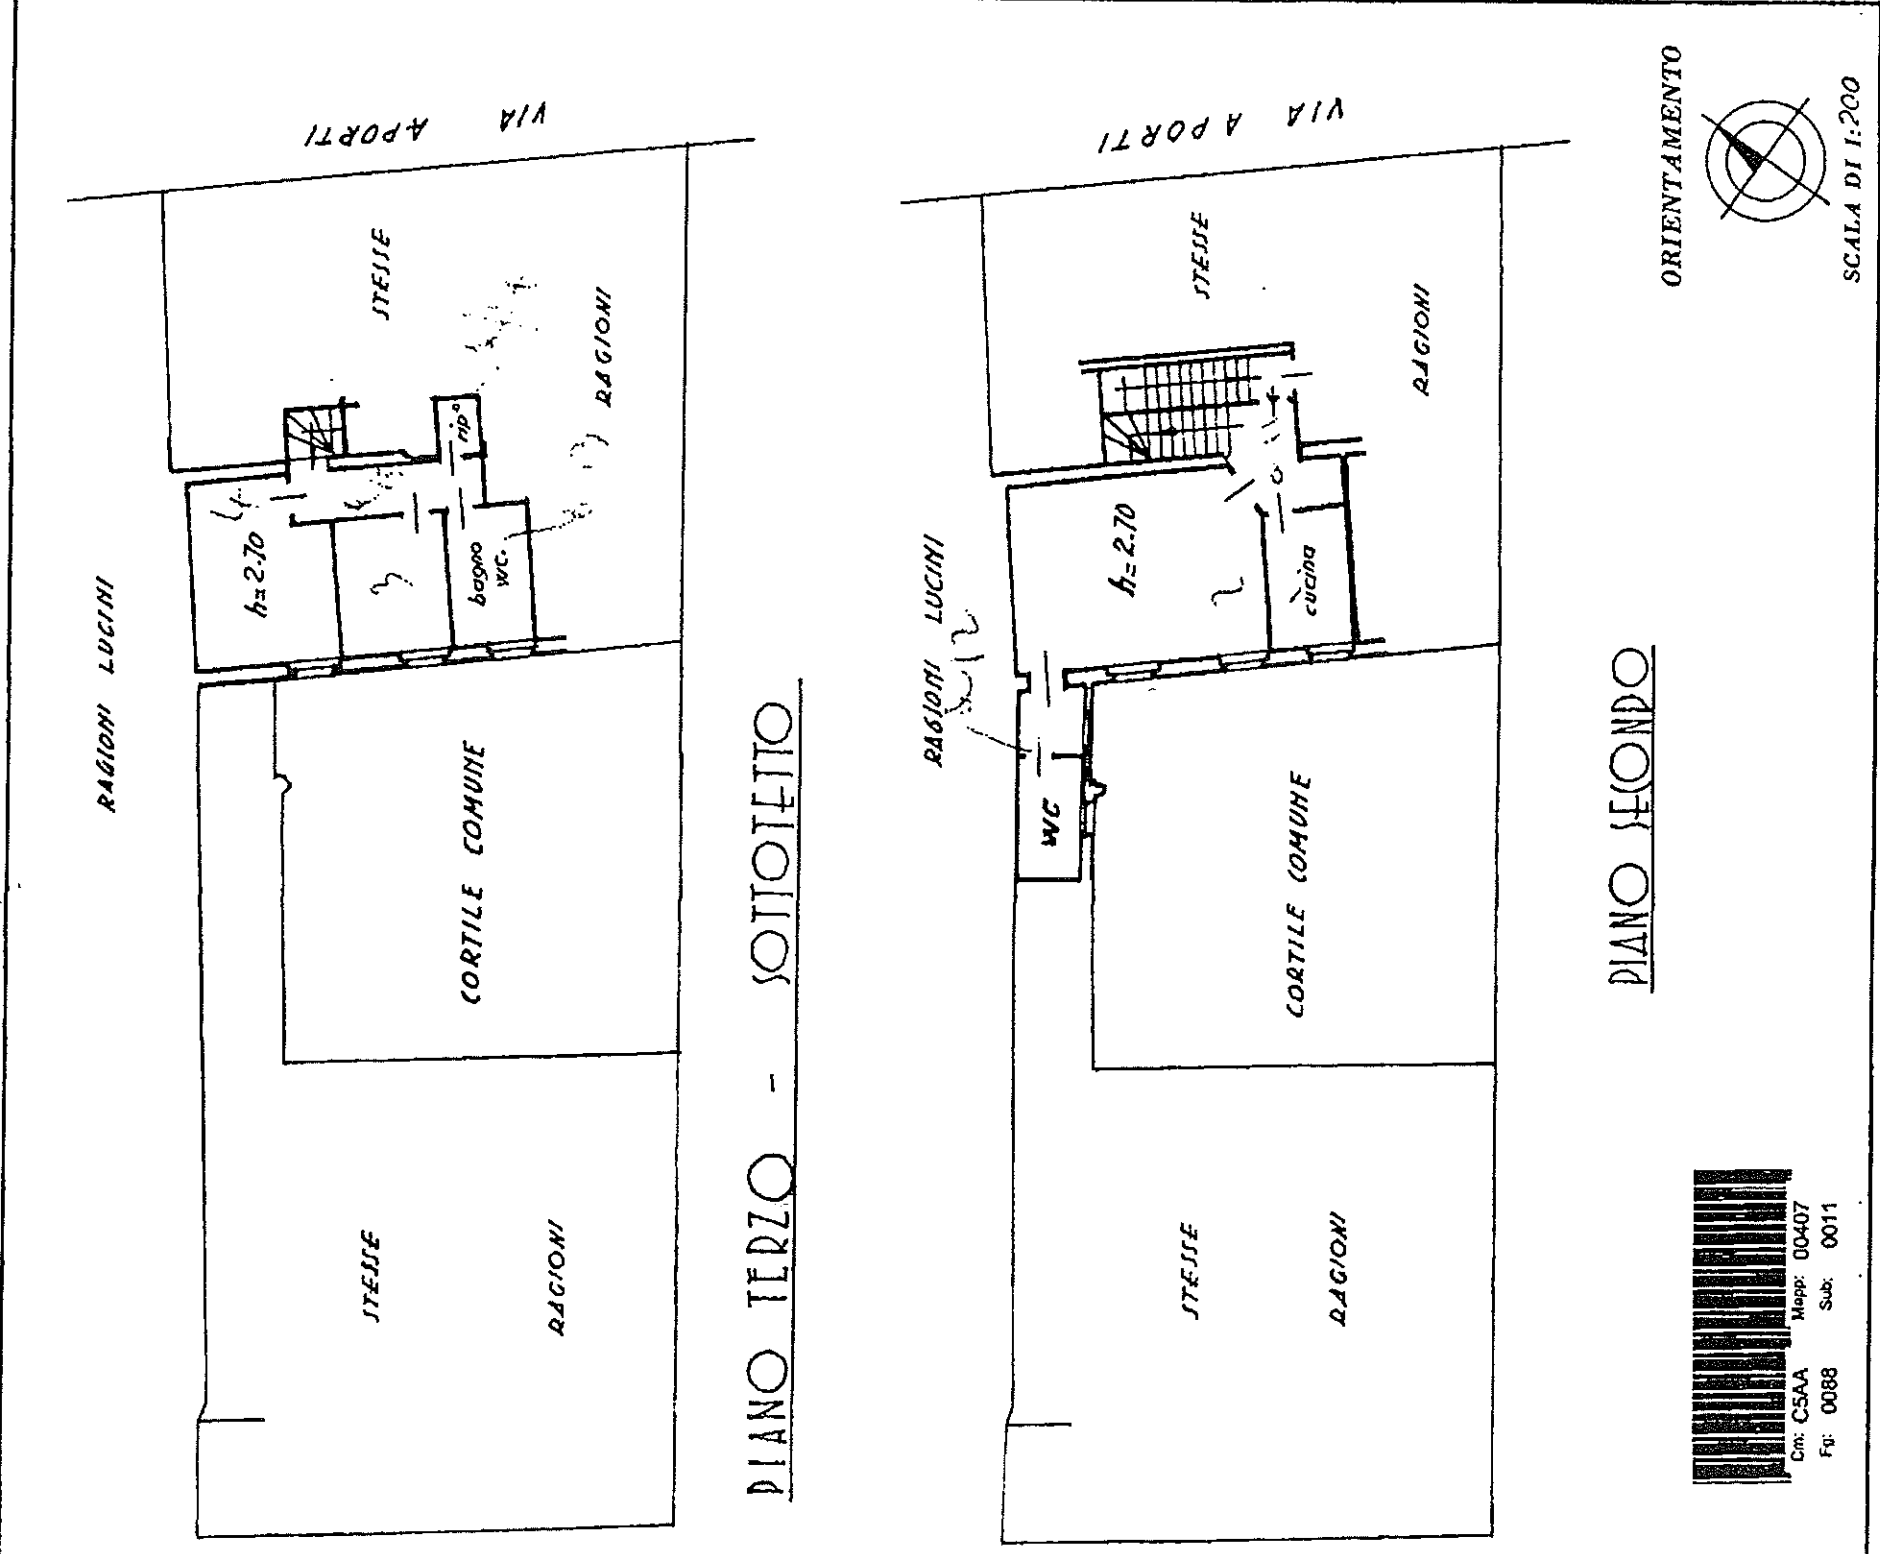 RAGIONI LUCINI
VIA APORTI
STESSE
RAGIONI
h=2.70
rip°
bagno
wc.
CORTILE COMUNE
STESSE
RAGIONI
PIANO TERZO - SOTTOTETTO
RAGIONI LUCINI
VIA APORTI
STESSE
RAGIONI
h=2.70
cucina
WC
CORTILE COMUNE
STESSE
RAGIONI
PIANO SECONDO
ORIENTAMENTO
SCALA DI 1:200
Cm: C5AA Mapp: 00407
Fg: 0088 Sub: 0011